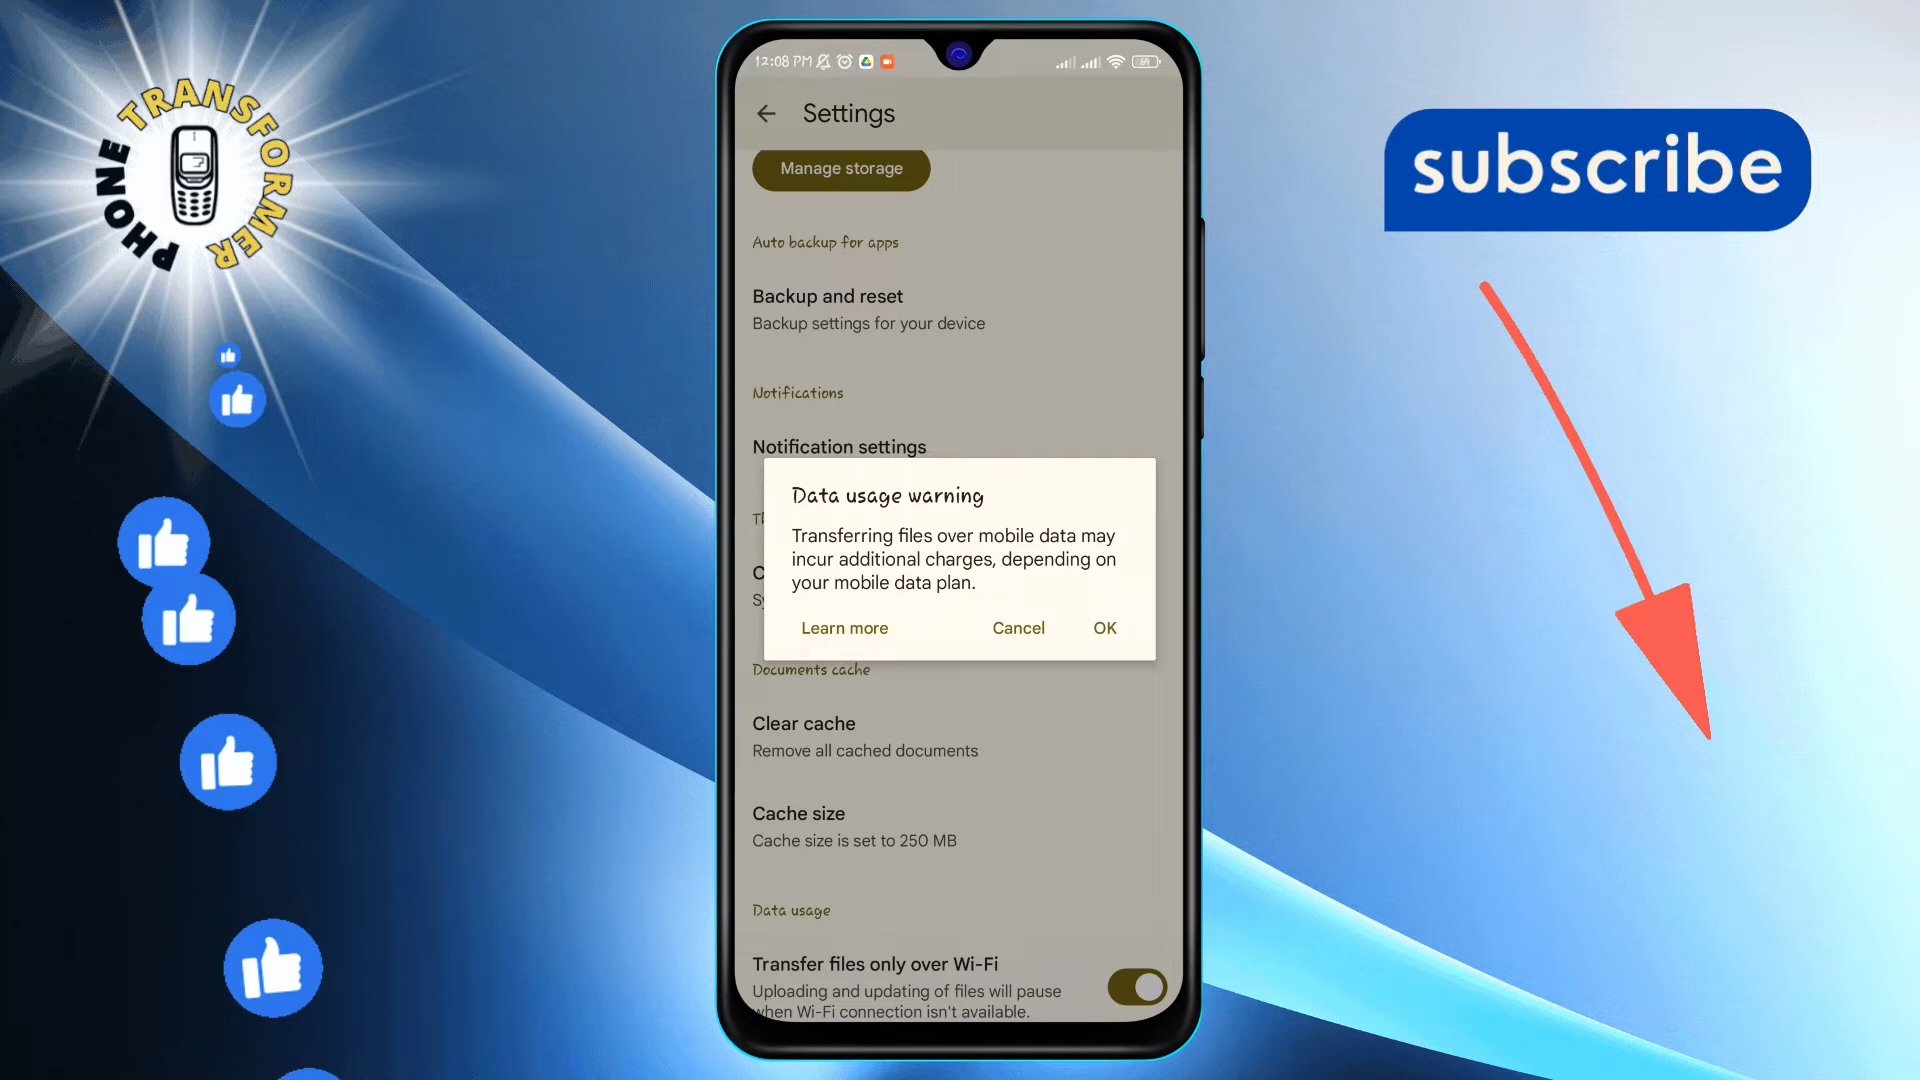 PHONE TRANSFORMER
12:08 PM
69
Settings
Manage storage
Auto backup for apps
Backup and reset
Backup settings for your device
Notifications
Notification settings
Data usage warning
Transferring files over mobile data may
incur additional charges, depending on
your mobile data plan.
Learn more
Cancel
OK
Documents cache
Clear cache
Remove all cached documents
Cache size
Cache size is set to 250 MB
Data usage
Transfer files only over Wi-Fi
Uploading and updating of files will pause
when Wi-Fi connection isn't available.
subscribe